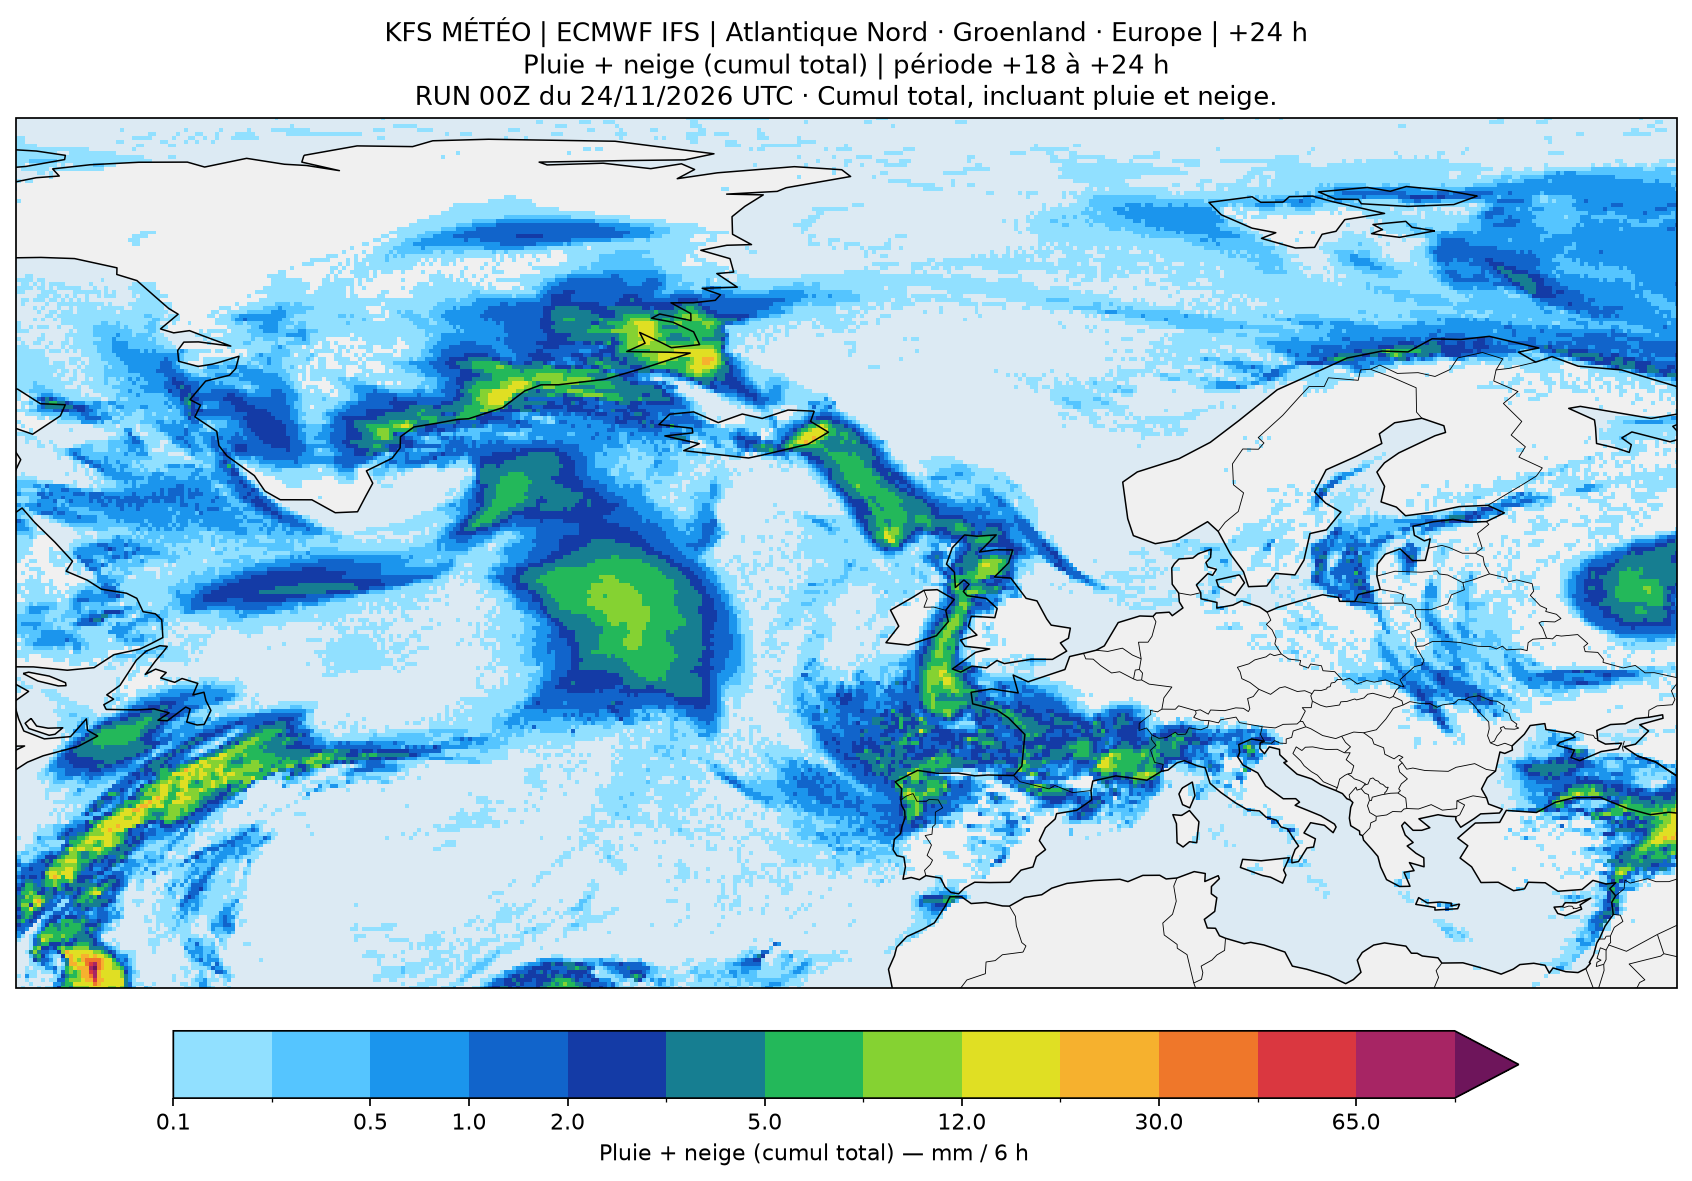 KFS MÉTÉO | ECMWF IFS | Atlantique Nord · Groenland · Europe | +24 h
Pluie + neige (cumul total) | période +18 à +24 h
RUN 00Z du 24/11/2026 UTC · Cumul total, incluant pluie et neige.
0.1 0.5 1.0 2.0 5.0 12.0 30.0 65.0
Pluie + neige (cumul total) — mm / 6 h